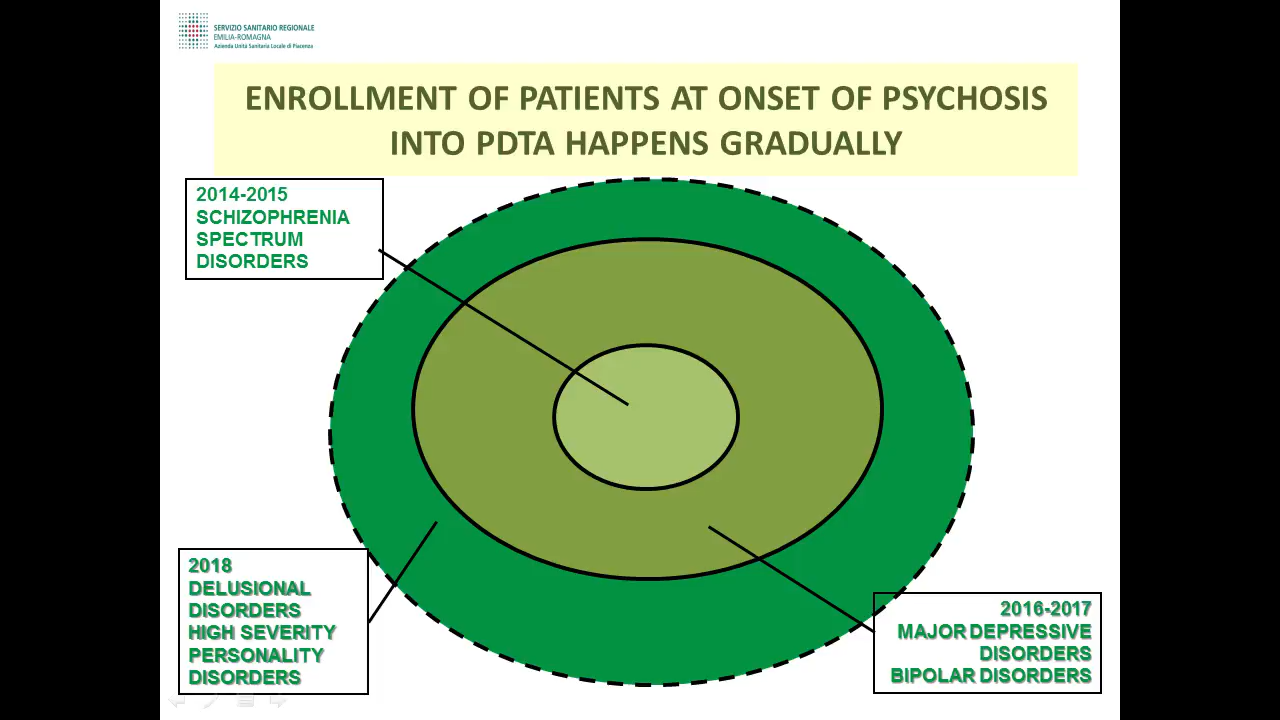 SERVIZIO SANITARIO REGIONALE
EMILIA-ROMAGNA
Azienda Unità Sanitaria Locale di Piacenza
ENROLLMENT OF PATIENTS AT ONSET OF PSYCHOSIS
INTO PDTA HAPPENS GRADUALLY
2014-2015
SCHIZOPHRENIA
SPECTRUM
DISORDERS
2018
DELUSIONAL
DISORDERS
HIGH SEVERITY
PERSONALITY
DISORDERS
2016-2017
MAJOR DEPRESSIVE
DISORDERS
BIPOLAR DISORDERS